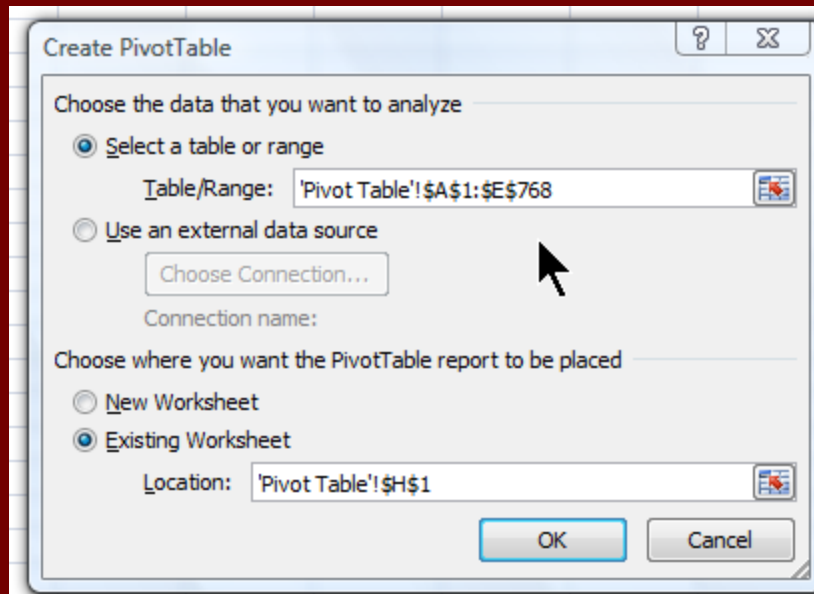 Create PivotTable
Choose the data that you want to analyze
Select a table or range
Table/Range: 'Pivot Table'!$A$1:$E$768
Use an external data source
Choose Connection...
Connection name:
Choose where you want the PivotTable report to be placed
New Worksheet
Existing Worksheet
Location: 'Pivot Table'!$H$1
OK Cancel